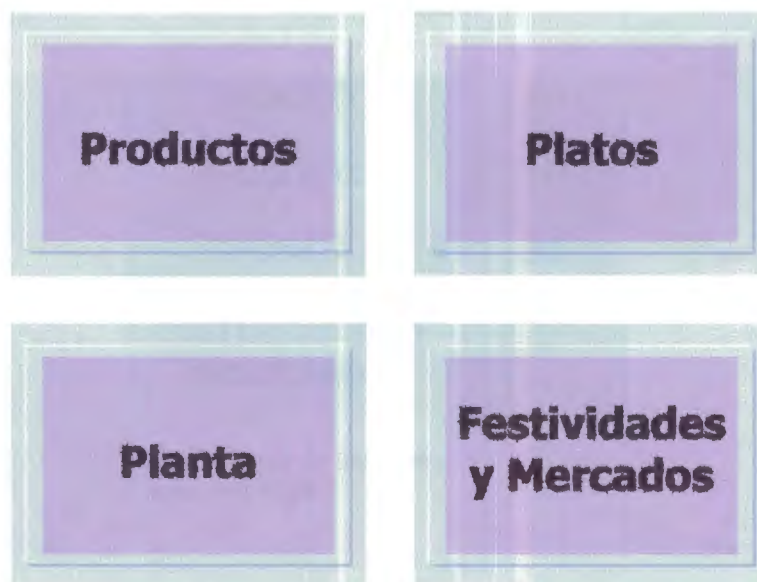 Productos
Platos
Planta
Festividades
y Mercados